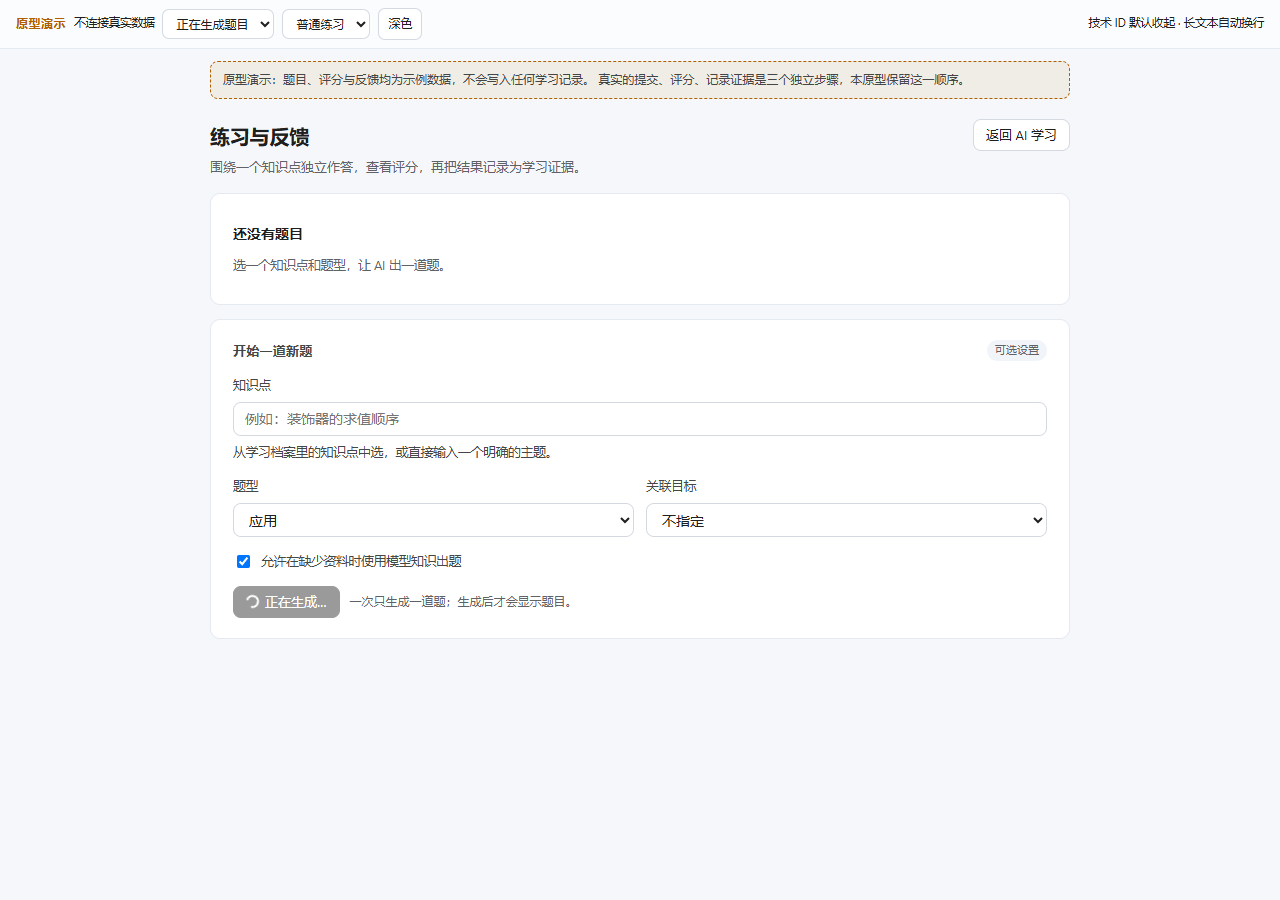 原型演示 不连接真实数据 正在生成题目 普通练习 深色 技术 ID 默认收起 · 长文本自动换行
原型演示：题目、评分与反馈均为示例数据，不会写入任何学习记录。 真实的提交、评分、记录证据是三个独立步骤，本原型保留这一顺序。
练习与反馈 返回 AI 学习
围绕一个知识点独立作答，查看评分，再把结果记录为学习证据。
还没有题目
选一个知识点和题型，让 AI 出一道题。
开始一道新题 可选设置
知识点
例如：装饰器的求值顺序
从学习档案里的知识点中选，或直接输入一个明确的主题。
题型 关联目标
应用 不指定
允许在缺少资料时使用模型知识出题
正在生成... 一次只生成一道题；生成后才会显示题目。